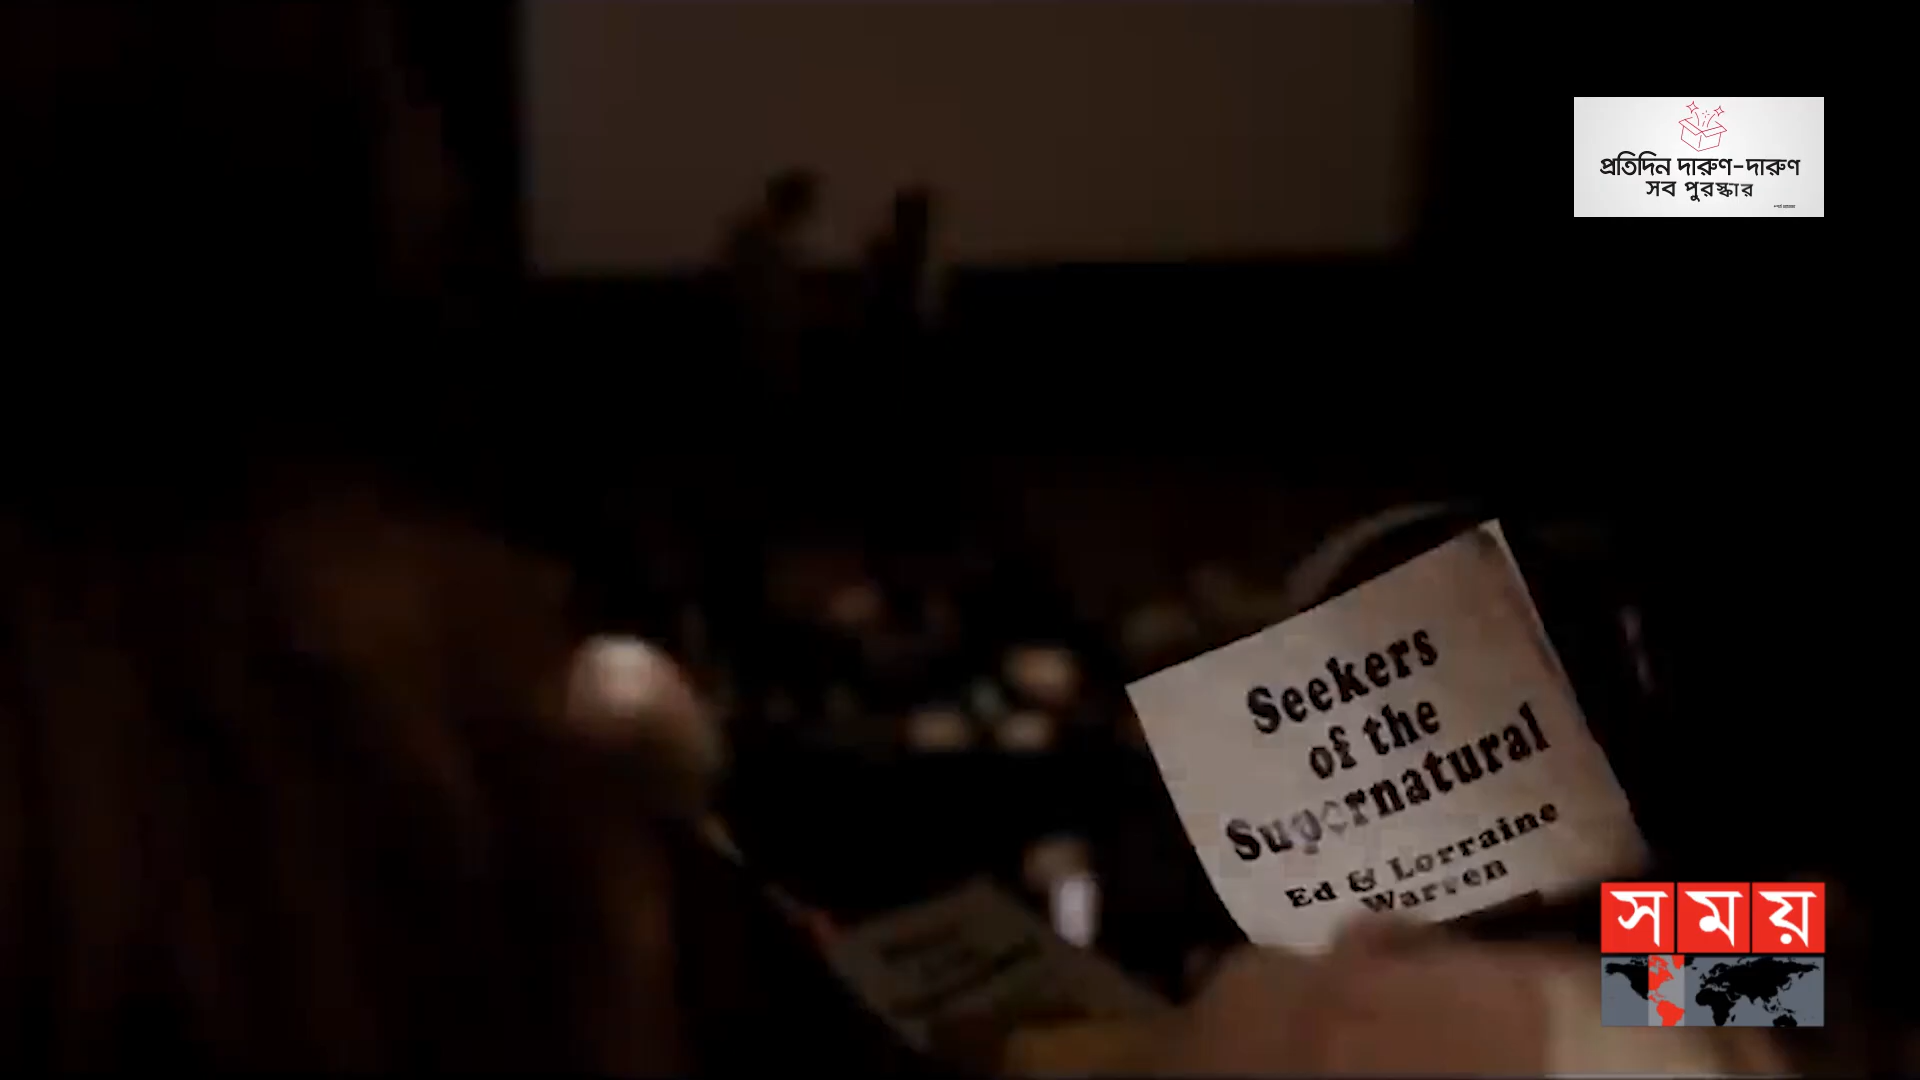 প্রতিদিন দারুণ-দারুণ
সব পুরস্কার
Seekers
of the
Supernatural
Ed & Lorraine
Warren
সময়